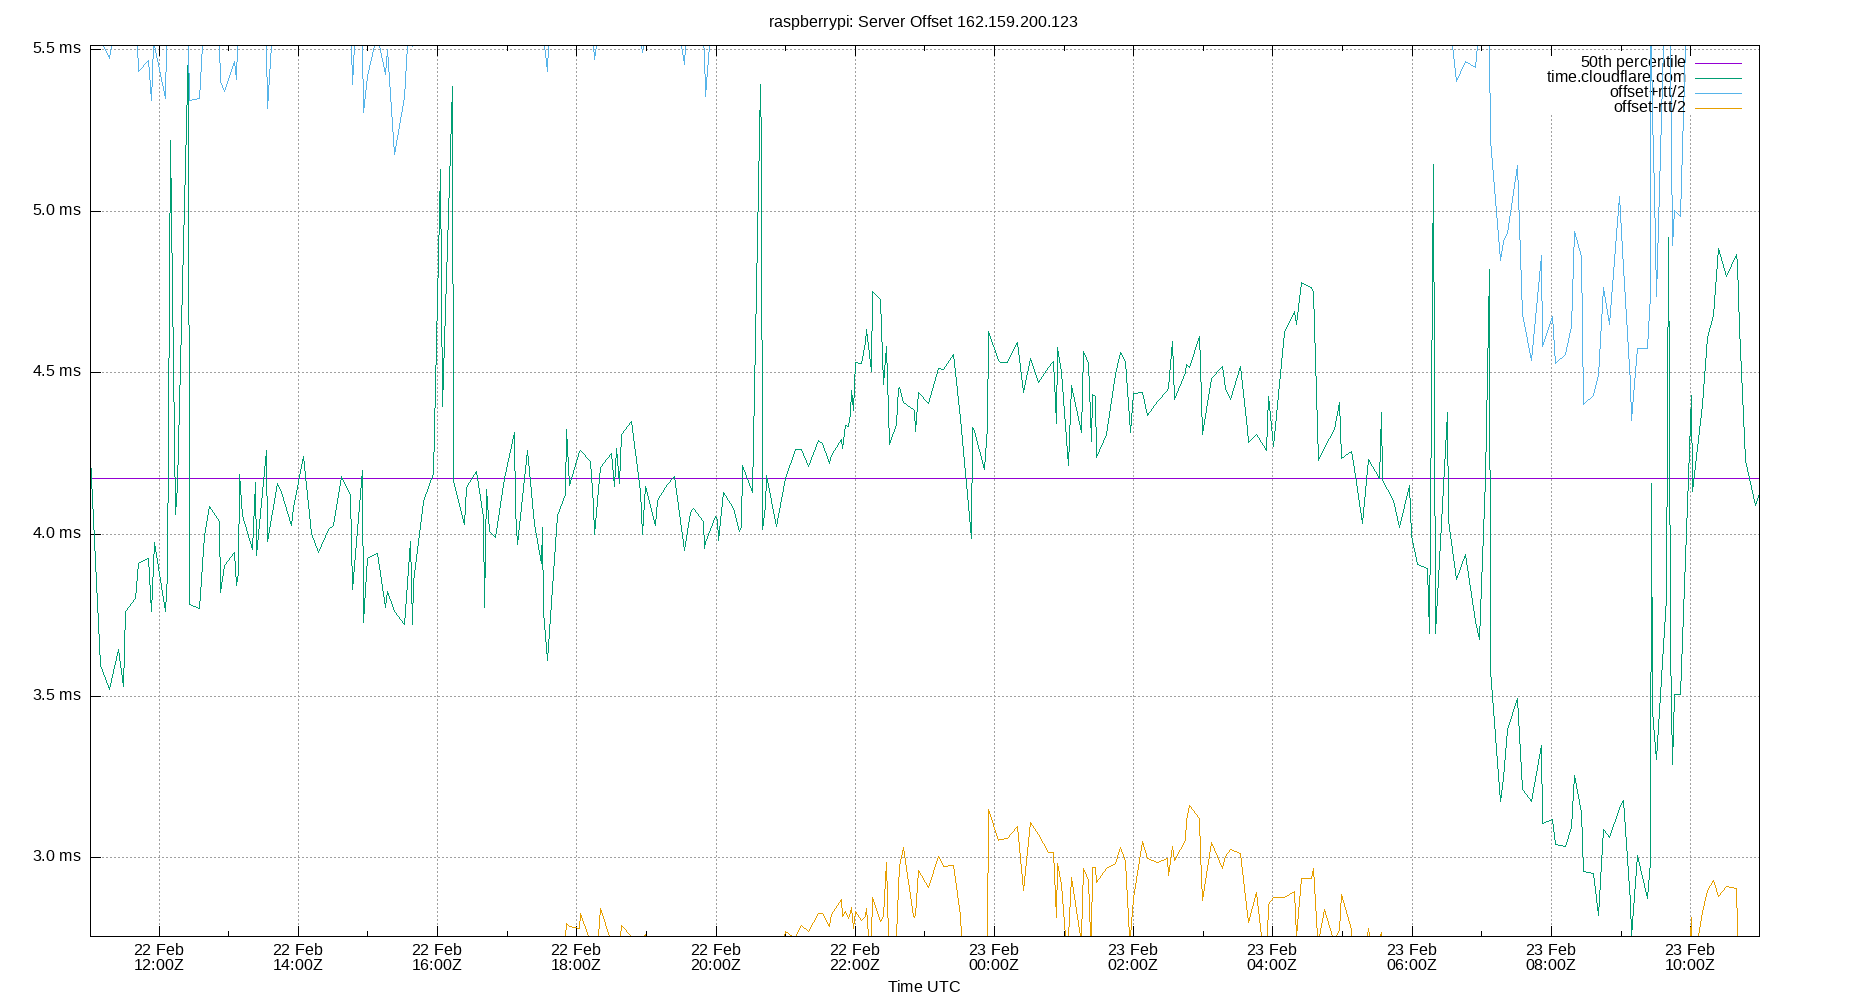 raspberrypi: Server Offset 162.159.200.123
5.5 ms
5.0 ms
4.5 ms
4.0 ms
3.5 ms
3.0 ms
50th percentile
time.cloudflare.com
offset+rtt/2
offset-rtt/2
22 Feb 22 Feb 22 Feb 22 Feb 22 Feb 22 Feb 23 Feb 23 Feb 23 Feb 23 Feb 23 Feb 23 Feb
12:00Z 14:00Z 16:00Z 18:00Z 20:00Z 22:00Z 00:00Z 02:00Z 04:00Z 06:00Z 08:00Z 10:00Z
Time UTC